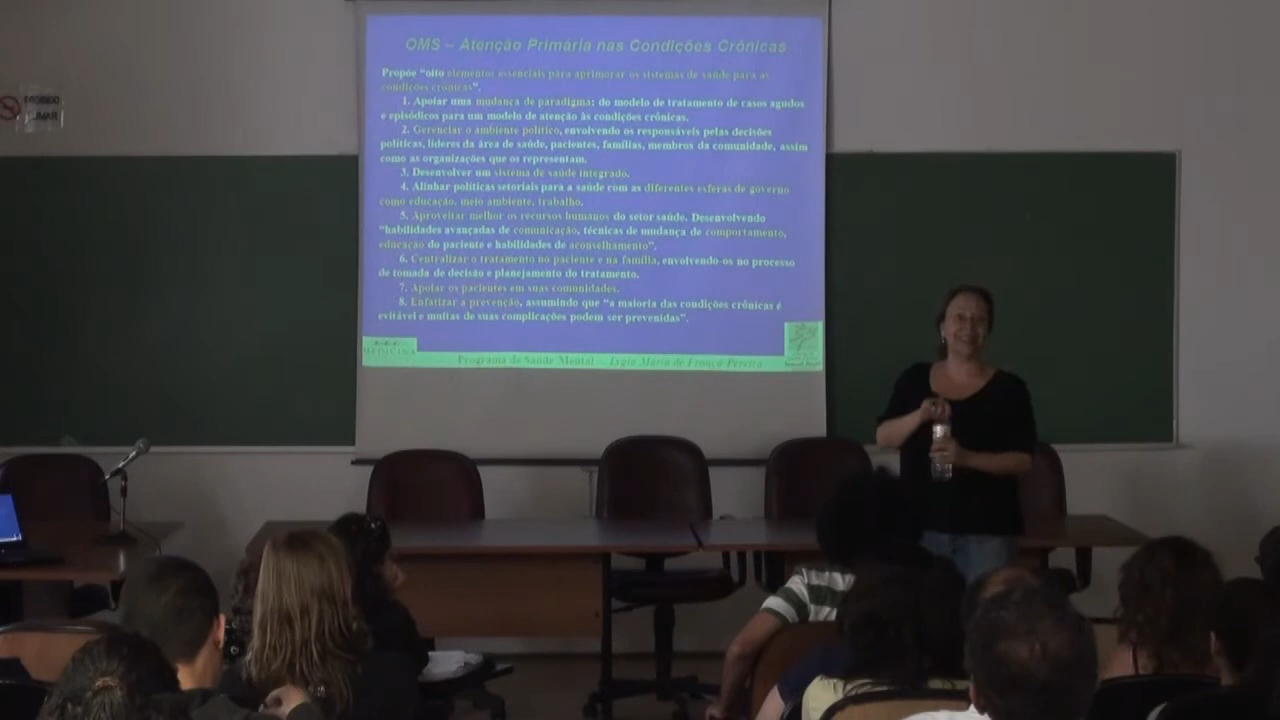 PROIBIDO
FUMAR
OMS – Atenção Primária nas Condições Crônicas
Propõe “oito elementos essenciais para aprimorar os sistemas de saúde para as
condições crônicas”.
1. Apoiar uma mudança de paradigma: do modelo de tratamento de casos agudos
e episódicos para um modelo de atenção às condições crônicas.
2. Gerenciar o ambiente político, envolvendo os responsáveis pelas decisões
políticas, líderes da área de saúde, pacientes, famílias, membros da comunidade, assim
como as organizações que os representam.
3. Desenvolver um sistema de saúde integrado.
4. Alinhar políticas setoriais para a saúde com as diferentes esferas de governo
como educação, meio ambiente, trabalho.
5. Aproveitar melhor os recursos humanos do setor saúde. Desenvolvendo
“habilidades avançadas de comunicação, técnicas de mudança de comportamento,
educação do paciente e habilidades de aconselhamento”.
6. Centralizar o tratamento no paciente e na família, envolvendo-os no processo
de tomada de decisão e planejamento do tratamento.
7. Apoiar os pacientes em suas comunidades.
8. Enfatizar a prevenção, assumindo que “a maioria das condições crônicas é
evitável e muitas de suas complicações podem ser prevenidas”.
MEDICINA
Programa de Saúde Mental – Lygia Maria de França Pereira